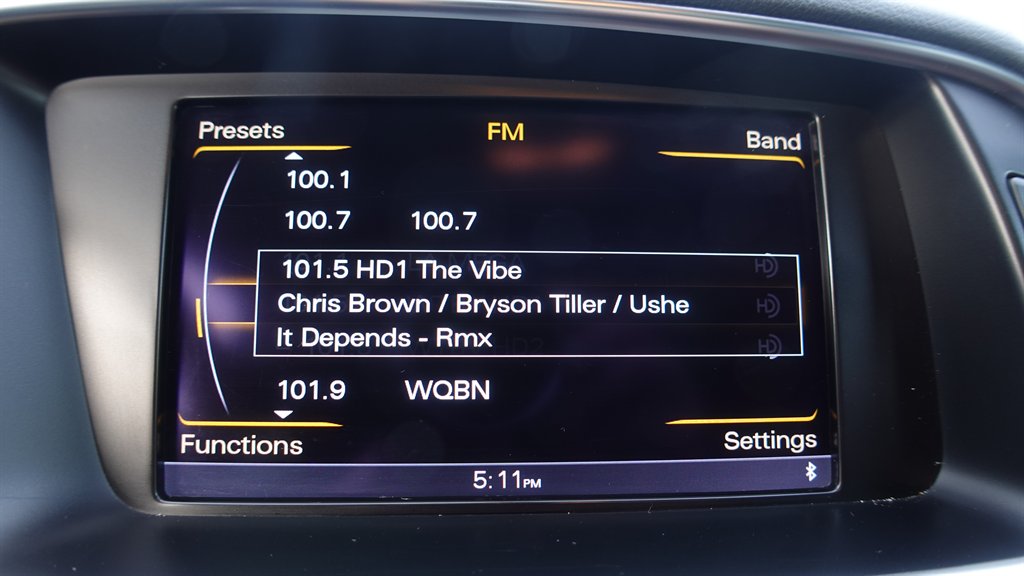 Presets
FM
Band
100.1
100.7 100.7
101.5 HD1 The Vibe
Chris Brown / Bryson Tiller / Ushe
It Depends - Rmx
101.9 WQBN
Functions
Settings
5:11PM